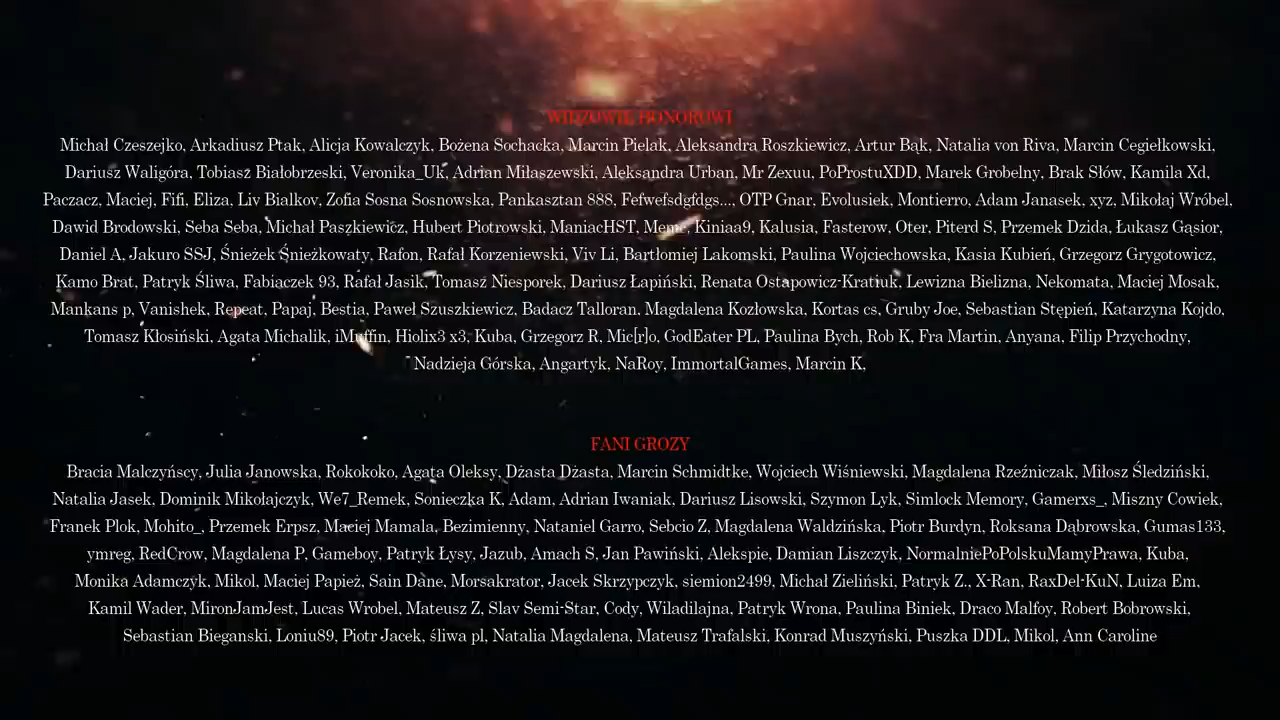 WIDZOWIE HONOROWI
Michał Czeszejko, Arkadiusz Ptak, Alicja Kowalczyk, Bożena Sochacka, Marcin Pielak, Aleksandra Roszkiewicz, Artur Bąk, Natalia von Riva, Marcin Cegiełkowski,
Dariusz Waligóra, Tobiasz Białobrzeski, Veronika_Uk, Adrian Miłaszewski, Aleksandra Urban, Mr Zexuu, PoProstuXDD, Marek Grobelny, Brak Słów, Kamila Xd,
Paczacz, Maciej, Fifi, Eliza, Liv Bialkov, Zofia Sosna Sosnowska, Pankasztan 888, Fefwefsdgfdgs..., OTP Gnar, Evolusiek, Montierro, Adam Janasek, xyz, Mikołaj Wróbel,
Dawid Brodowski, Seba Seba, Michał Paszkiewicz, Hubert Piotrowski, ManiacHST, Meme, Kiniaa9, Kalusia, Fasterow, Oter, Piterd S, Przemek Dzida, Łukasz Gąsior,
Daniel A, Jakuro SSJ, Śnieżek Śnieżkowaty, Rafon, Rafał Korzeniewski, Viv Li, Bartłomiej Lakomski, Paulina Wojciechowska, Kasia Kubień, Grzegorz Grygotowicz,
Kamo Brat, Patryk Śliwa, Fabiaczek 93, Rafał Jasik, Tomasz Niesporek, Dariusz Łapiński, Renata Ostapowicz-Kratiuk, Lewizna Bielizna, Nekomata, Maciej Mosak,
Mankans p, Vanishek, Repeat, Papaj, Bestia, Paweł Szuszkiewicz, Badacz Talloran, Magdalena Kozłowska, Kortas cs, Gruby Joe, Sebastian Stępień, Katarzyna Kojdo,
Tomasz Kłosiński, Agata Michalik, iMuffin, Hiolix3 x3, Kuba, Grzegorz R, Mic[r]o, GodEater PL, Paulina Bych, Rob K, Fra Martin, Anyana, Filip Przychodny,
Nadzieja Górska, Angartyk, NaRoy, ImmortalGames, Marcin K,
FANI GROZY
Bracia Malczyńscy, Julia Janowska, Rokokoko, Agata Oleksy, Dżasta Dżasta, Marcin Schmidtke, Wojciech Wiśniewski, Magdalena Rzeźniczak, Miłosz Śledziński,
Natalia Jasek, Dominik Mikołajczyk, We7_Remek, Sonieczka K, Adam, Adrian Iwaniak, Dariusz Lisowski, Szymon Lyk, Simlock Memory, Gamerxs_, Miszny Cowiek,
Franek Plok, Mohito_, Przemek Erpsz, Maciej Mamala, Bezimienny, Nataniel Garro, Sebcio Z, Magdalena Waldzińska, Piotr Burdyn, Roksana Dąbrowska, Gumas133,
ymreg, RedCrow, Magdalena P, Gameboy, Patryk Łysy, Jazub, Amach S, Jan Pawiński, Alekspie, Damian Liszczyk, NormalniePoPolskuMamyPrawa, Kuba,
Monika Adamczyk, Mikol, Maciej Papież, Sain Dane, Morsakrator, Jacek Skrzypczyk, siemion2499, Michał Zieliński, Patryk Z., X-Ran, RaxDel-KuN, Luiza Em,
Kamil Wader, MironJamJest, Lucas Wrobel, Mateusz Z, Slav Semi-Star, Cody, Wiladilajna, Patryk Wrona, Paulina Biniek, Draco Malfoy, Robert Bobrowski,
Sebastian Bieganski, Loniu89, Piotr Jacek, śliwa pl, Natalia Magdalena, Mateusz Trafalski, Konrad Muszyński, Puszka DDL, Mikol, Ann Caroline